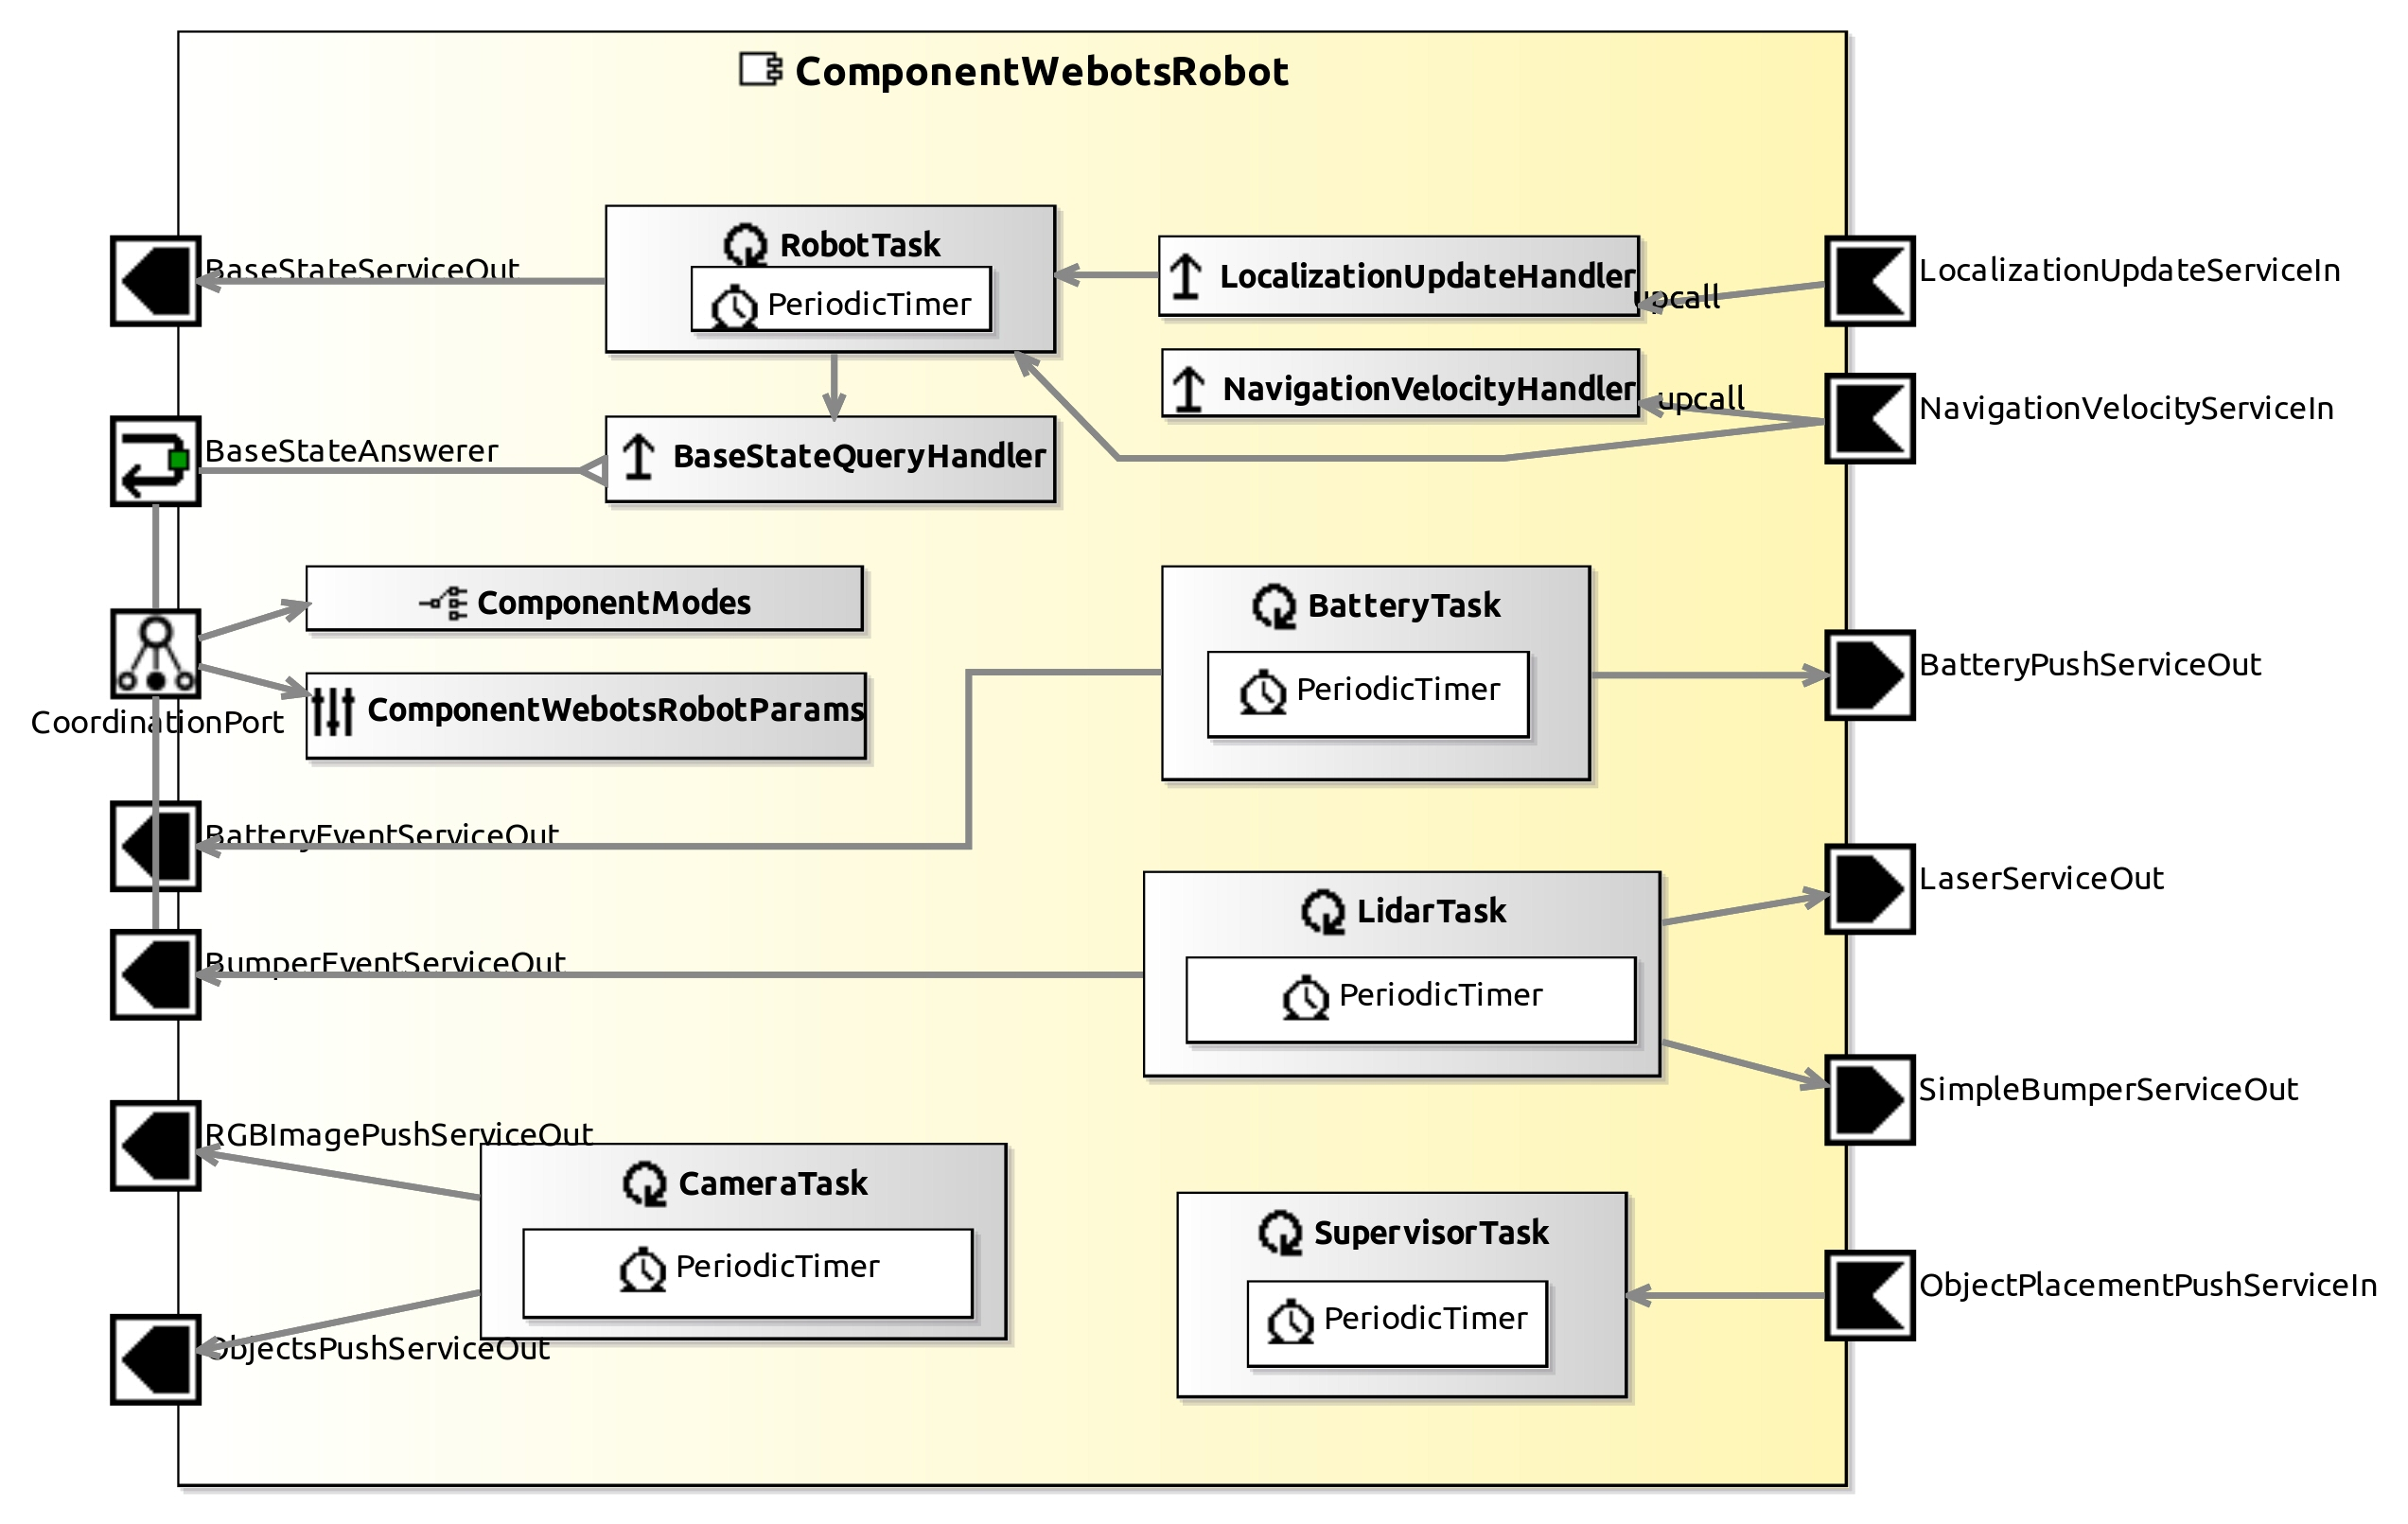 ComponentWebotsRobot
RobotTask
PeriodicTimer
BaseStateServiceOut
LocalizationUpdateHandler
upcall
LocalizationUpdateServiceIn
NavigationVelocityHandler
upcall
NavigationVelocityServiceIn
BaseStateAnswerer
BaseStateQueryHandler
ComponentModes
ComponentWebotsRobotParams
CoordinationPort
BatteryTask
PeriodicTimer
BatteryPushServiceOut
BatteryEventServiceOut
LidarTask
PeriodicTimer
LaserServiceOut
BumperEventServiceOut
SimpleBumperServiceOut
RGBImagePushServiceOut
CameraTask
PeriodicTimer
ObjectsPushServiceOut
SupervisorTask
PeriodicTimer
ObjectPlacementPushServiceIn